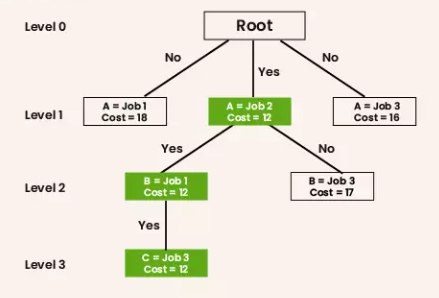 Level 0
Root
No
Yes
No
Level 1
A = Job 1
Cost = 18
A = Job 2
Cost = 12
A = Job 3
Cost = 16
Yes
No
Level 2
B = Job 1
Cost = 12
B = Job 3
Cost = 17
Yes
Level 3
C = Job 3
Cost = 12